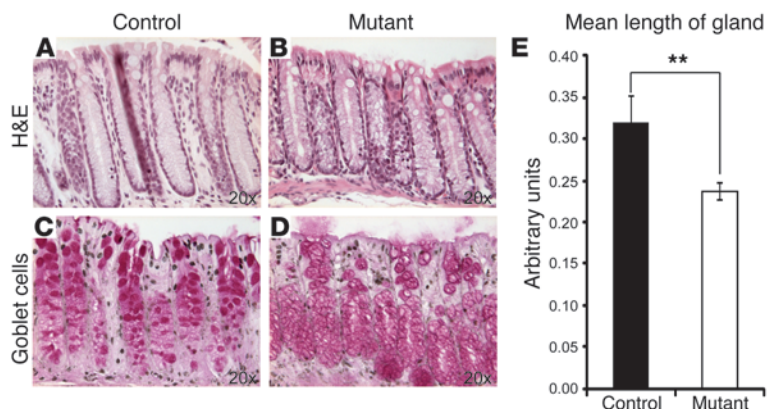 Control
Mutant
A
B
H&E
20x
20x
C
D
Goblet cells
20x
20x
E
Mean length of gland
**
Arbitrary units
0.40
0.35
0.30
0.25
0.20
0.15
0.10
0.05
0.00
Control
Mutant